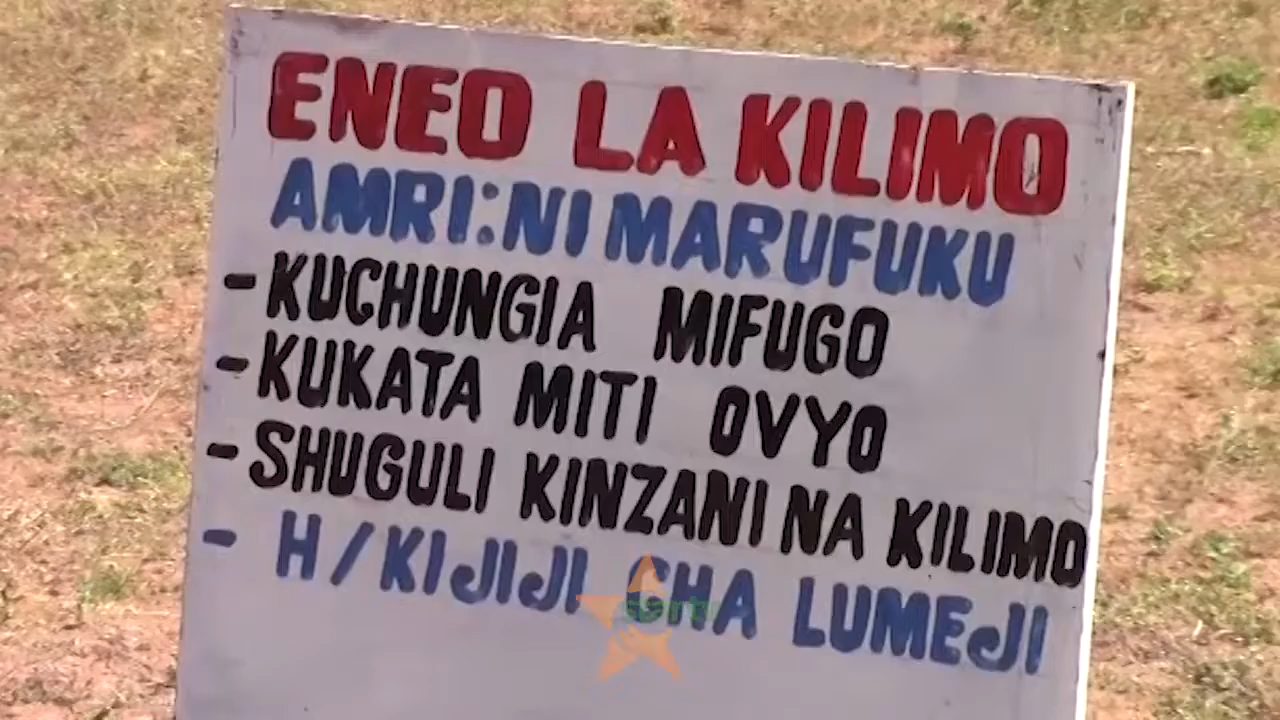 ENEO LA KILIMO
AMRI: NI MARUFUKU
- KUCHUNGIA MIFUGO
- KUKATA MITI OVYO
- SHUGULI KINZANI NA KILIMO
- H/KIJIJI CHA LUMEJI